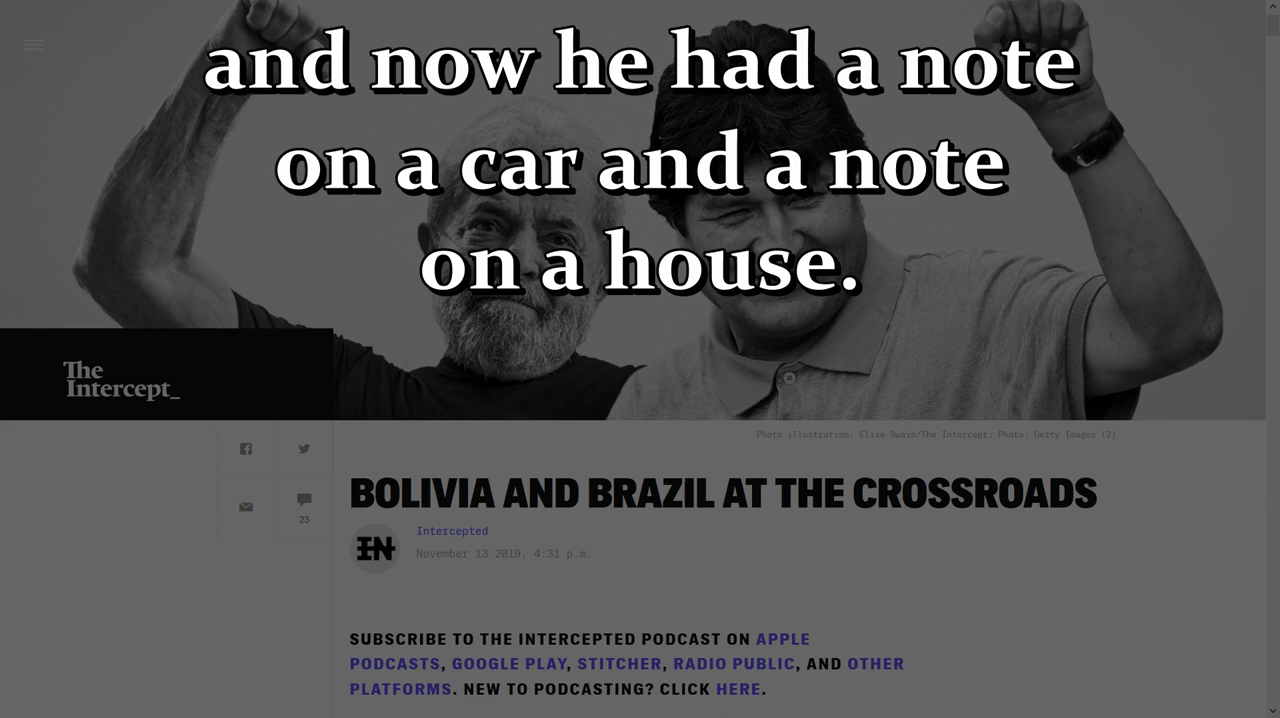 and now he had a note
on a car and a note
on a house.
The
Intercept_
Photo illustration: Elise Swain/The Intercept; Photo: Getty Images (2)
23
BOLIVIA AND BRAZIL AT THE CROSSROADS
IN
Intercepted
November 13 2019, 4:31 p.m.
SUBSCRIBE TO THE INTERCEPTED PODCAST ON APPLE
PODCASTS, GOOGLE PLAY, STITCHER, RADIO PUBLIC, AND OTHER
PLATFORMS. NEW TO PODCASTING? CLICK HERE.